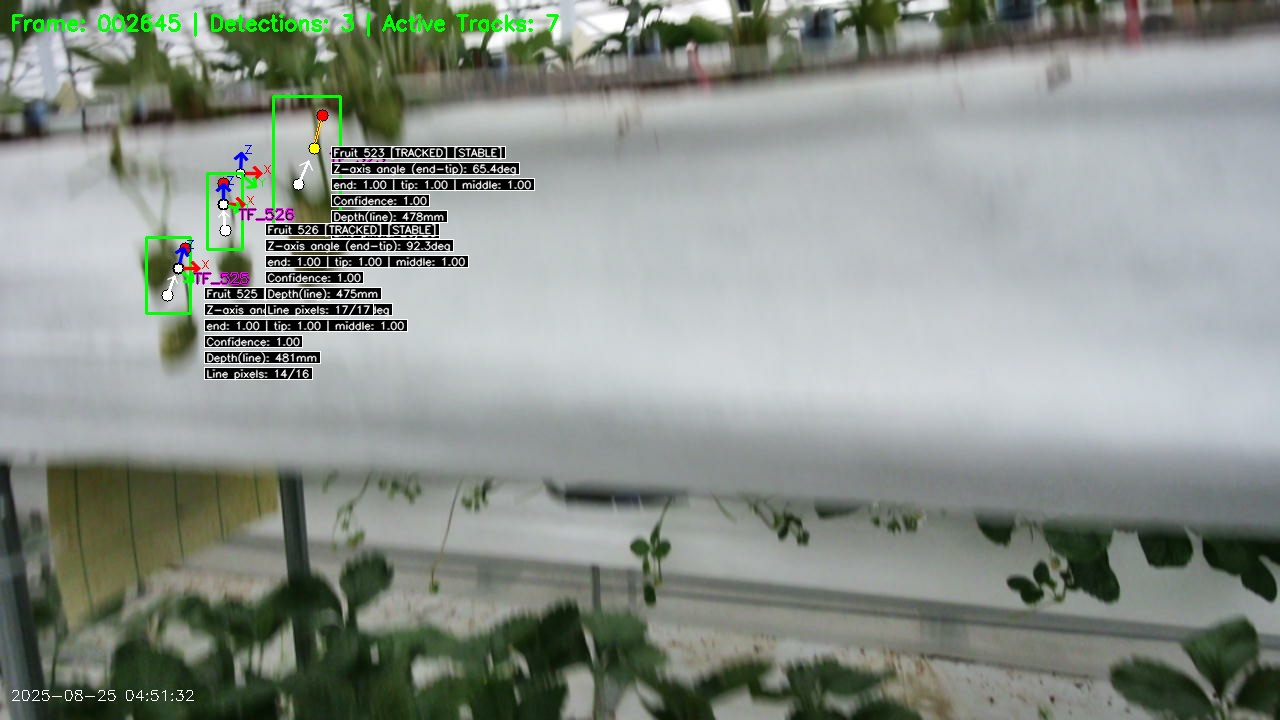 Frame: 002645 | Detections: 3 | Active Tracks: 7
Fruit 523 [TRACKED] [STABLE]
Z-axis angle (end-tip): 65.4deg
end: 1.00 | tip: 1.00 | middle: 1.00
Confidence: 1.00
Depth(line): 478mm
Z
X
Y
Z
X
TF_526
Fruit 526 [TRACKED] [STABLE]
Z-axis angle (end-tip): 92.3deg
end: 1.00 | tip: 1.00 | middle: 1.00
Confidence: 1.00
Depth(line): 475mm
Line pixels: 17/17
Z
X
TF_525
Fruit 525
Z-axis an
deg
end: 1.00 | tip: 1.00 | middle: 1.00
Confidence: 1.00
Depth(line): 481mm
Line pixels: 14/16
2025-08-25 04:51:32